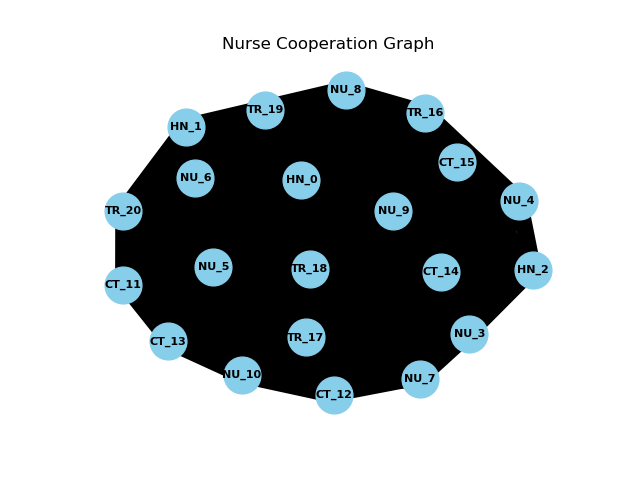 Nurse Cooperation Graph
NU_8
TR_19
TR_16
HN_1
CT_15
NU_6
HN_0
NU_4
TR_20
NU_9
NU_5
TR_18
CT_14
HN_2
CT_11
NU_3
TR_17
CT_13
NU_10
NU_7
CT_12